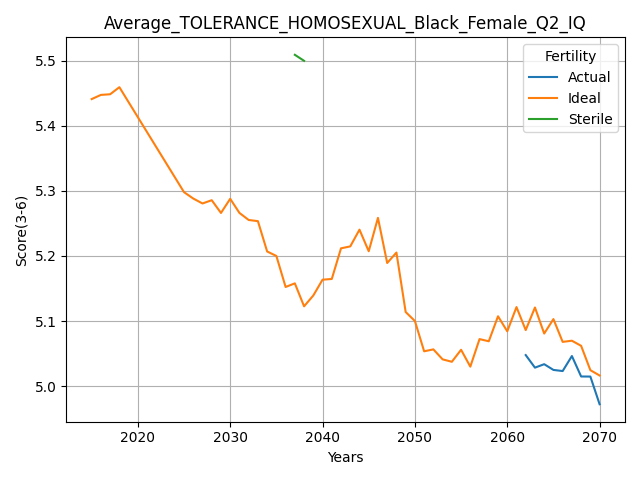 Average_TOLERANCE_HOMOSEXUAL_Black_Female_Q2_IQ
Fertility
Actual
Ideal
Sterile
Score(3-6)
5.5
5.4
5.3
5.2
5.1
5.0
2020 2030 2040 2050 2060 2070
Years